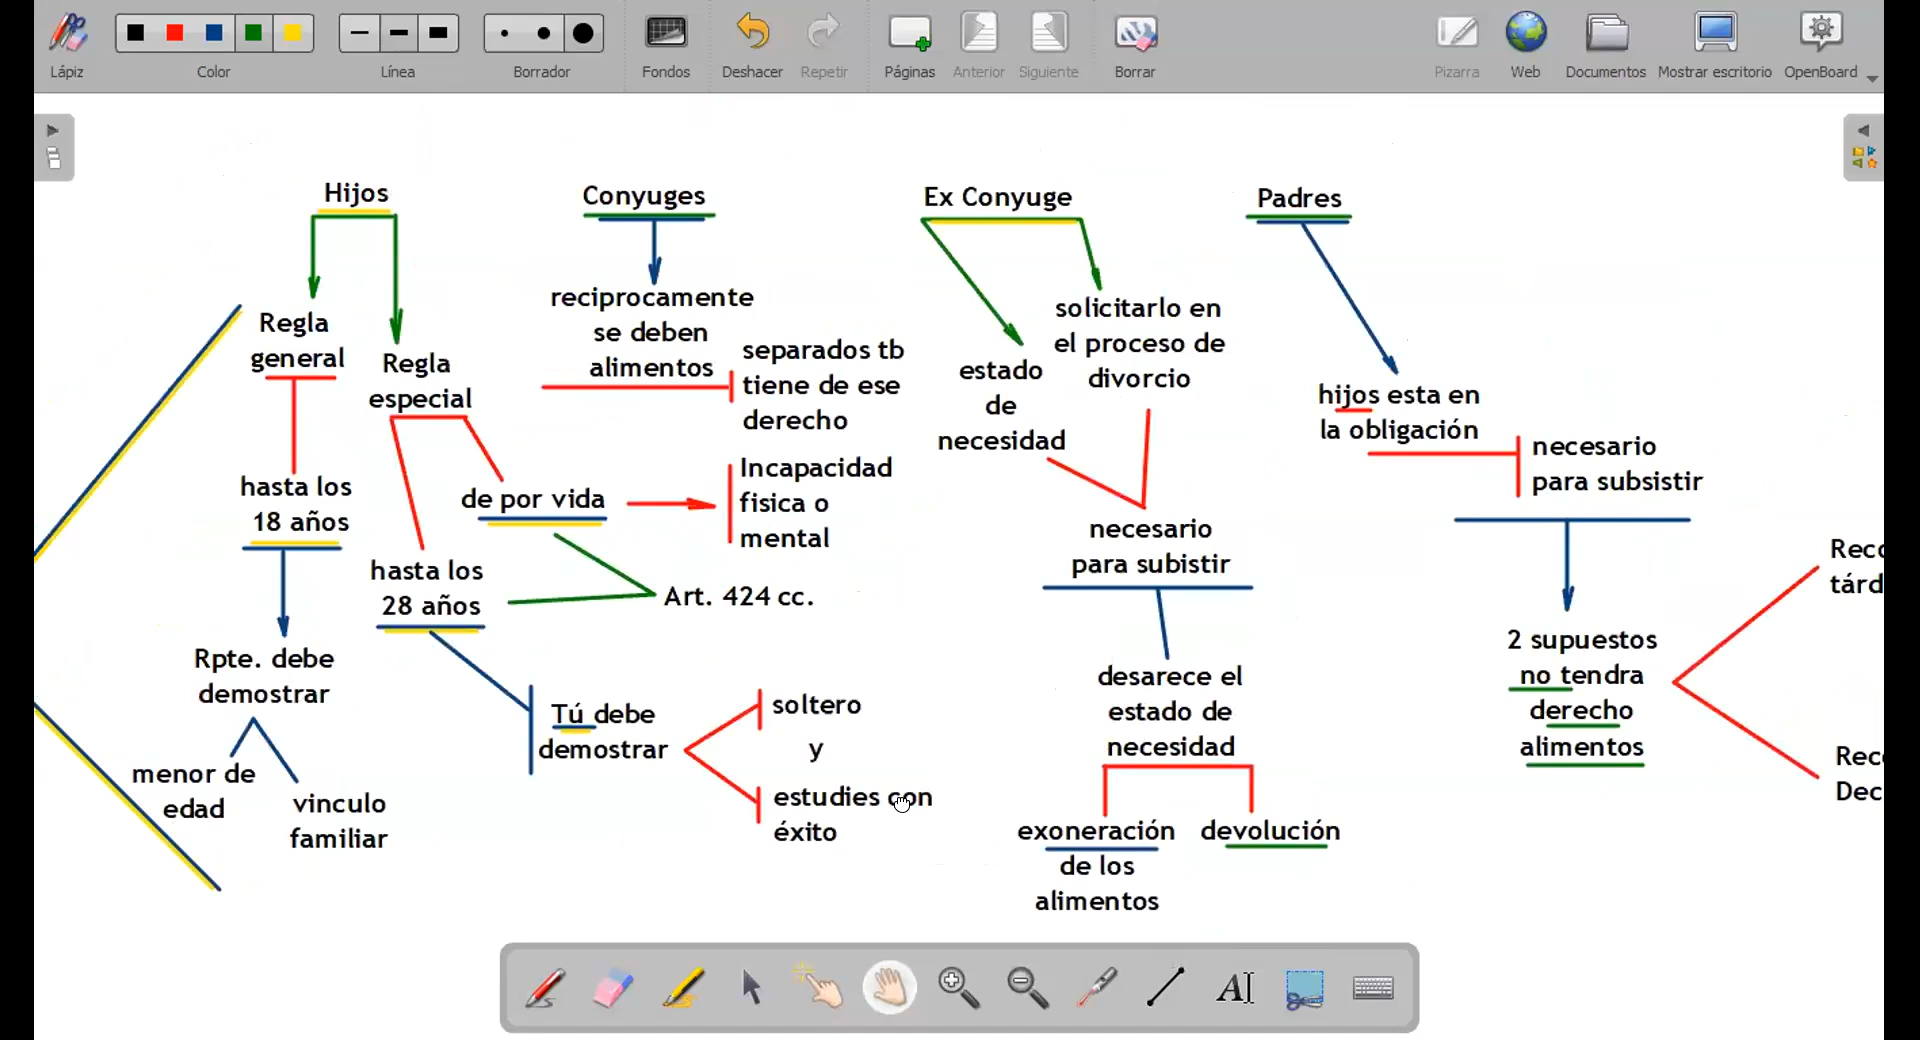 Lápiz
Color
Línea
Borrador
Fondos
Deshacer
Repetir
Páginas
Anterior
Siguiente
Borrar
Pizarra
Web
Documentos
Mostrar escritorio
OpenBoard
Hijos
Regla
general
hasta los
18 años
Rpte. debe
demostrar
menor de
edad
vinculo
familiar
Regla
especial
de por vida
Incapacidad
fisica o
mental
hasta los
28 años
Art. 424 cc.
Tú debe
demostrar
soltero
y
estudies con
éxito
Conyuges
reciprocamente
se deben
alimentos
separados tb
tiene de ese
derecho
Ex Conyuge
estado
de
necesidad
solicitarlo en
el proceso de
divorcio
necesario
para subistir
desarece el
estado de
necesidad
exoneración
de los
alimentos
devolución
Padres
hijos esta en
la obligación
necesario
para subsistir
2 supuestos
no tendra
derecho
alimentos
Reco
tárd
Rec
Dec
AI